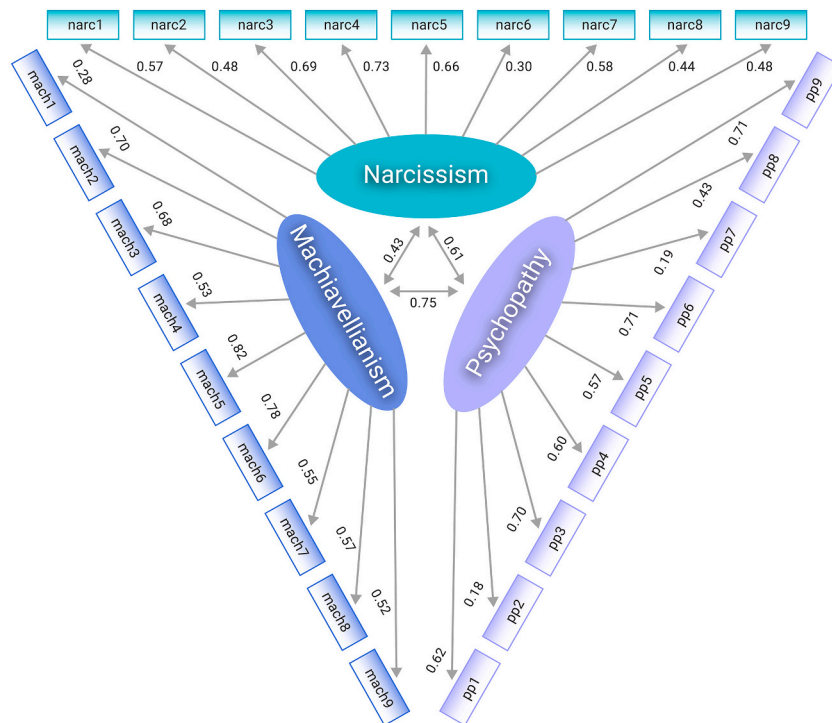 narc1 narc2 narc3 narc4 narc5 narc6 narc7 narc8 narc9
0.57 0.48 0.69 0.73 0.66 0.30 0.58 0.44 0.48
Narcissism
mach1
mach2
mach3
mach4
mach5
mach6
mach7
mach8
mach9
0.28
0.70
0.68
0.53
0.82
0.78
0.55
0.57
0.52
Machiavellianism
0.43
0.61
0.75
Psychopathy
0.71
0.43
0.19
0.71
0.57
0.60
0.70
0.18
0.62
pp9
pp8
pp7
pp6
pp5
pp4
pp3
pp2
pp1